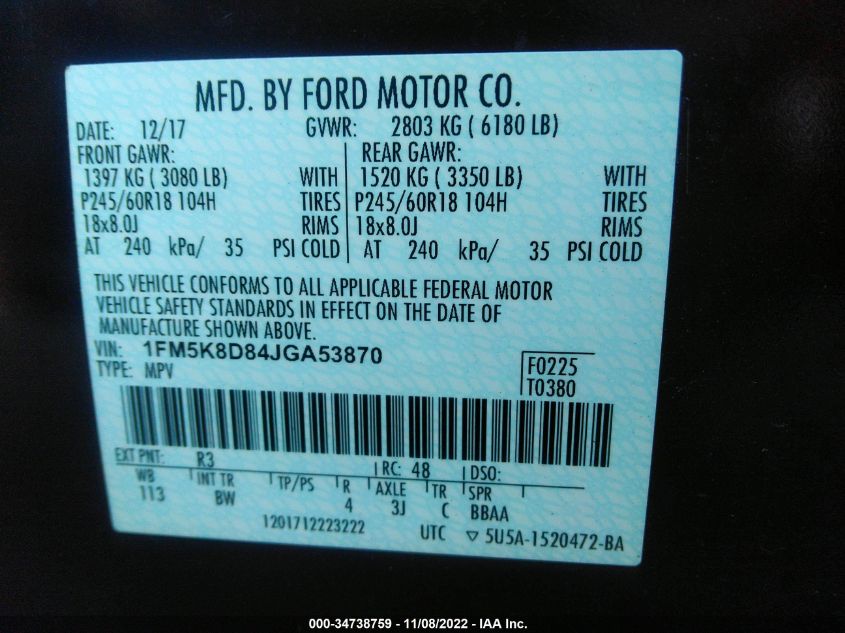 MFD. BY FORD MOTOR CO.
DATE: 12/17 GVWR: 2803 KG ( 6180 LB)
FRONT GAWR: REAR GAWR:
1397 KG ( 3080 LB) WITH 1520 KG ( 3350 LB) WITH
P245/60R18 104H TIRES P245/60R18 104H TIRES
18x8.0J RIMS 18x8.0J RIMS
AT 240 kPa/ 35 PSI COLD AT 240 kPa/ 35 PSI COLD
THIS VEHICLE CONFORMS TO ALL APPLICABLE FEDERAL MOTOR
VEHICLE SAFETY STANDARDS IN EFFECT ON THE DATE OF
MANUFACTURE SHOWN ABOVE.
VIN: 1FM5K8D84JGA53870
TYPE: MPV
F0225
T0380
EXT PNT: R3 RC: 48 DSO:
WB INT TR TP/PS R AXLE TR SPR
113 BW 4 3J C BBAA
1201712223222 UTC ▽ 5U5A-1520472-BA
000-34738759 - 11/08/2022 - IAA Inc.